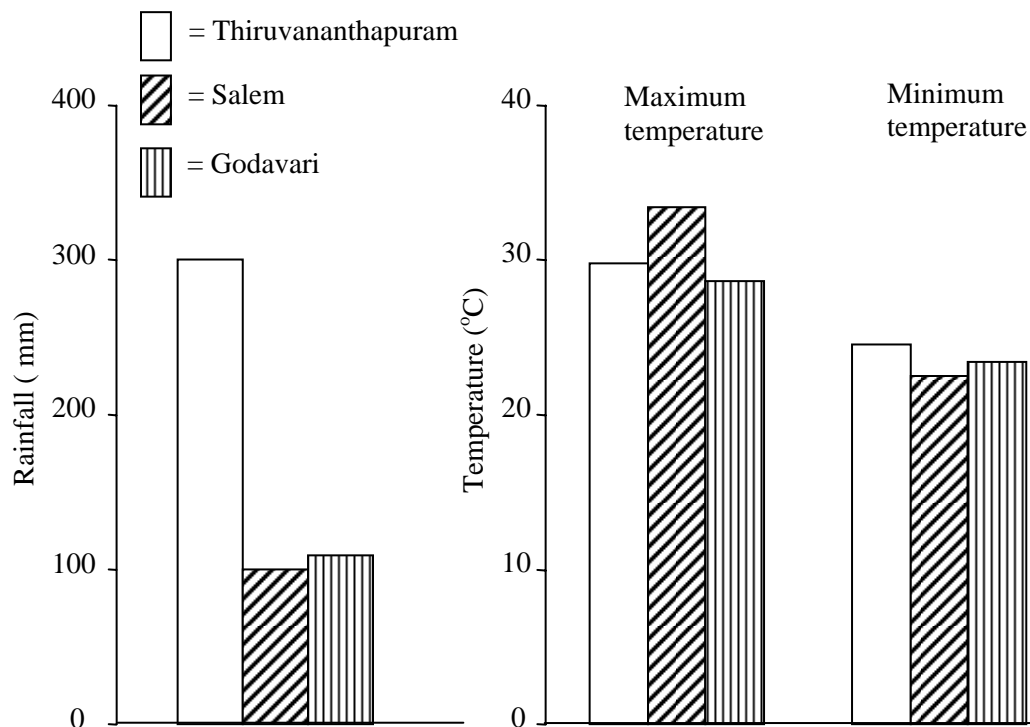 = Thiruvananthapuram
= Salem
= Godavari
400
300
200
100
0
Rainfall ( mm)
40
30
20
10
0
Temperature (°C)
Maximum
temperature
Minimum
temperature